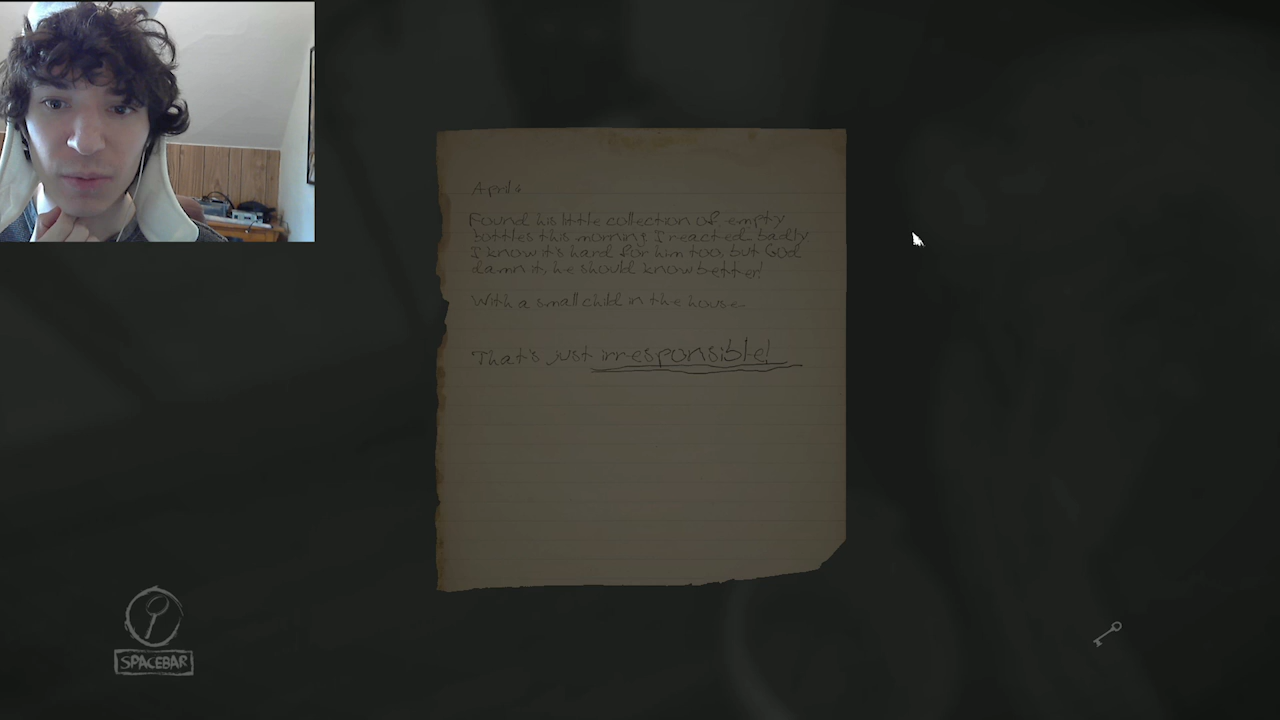 April 6
Found his little collection of empty
bottles this morning I reacted badly
I know it's hard for him too, but God
damn it, he should know better!
With a small child in the house
That's just irresponsible!
SPACEBAR